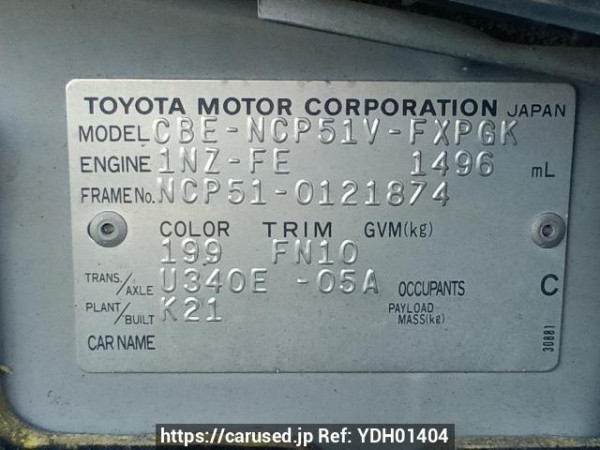 TOYOTA MOTOR CORPORATION JAPAN
MODEL CBE-NCP51V-FXPGK
ENGINE 1NZ-FE 1496 mL
FRAME No. NCP51-0121874
COLOR TRIM GVM(kg)
199 FN10
TRANS./AXLE U340E -05A OCCUPANTS C
PLANT/BUILT K21 PAYLOAD MASS(kg)
CAR NAME
30881
https://carused.jp Ref: YDH01404